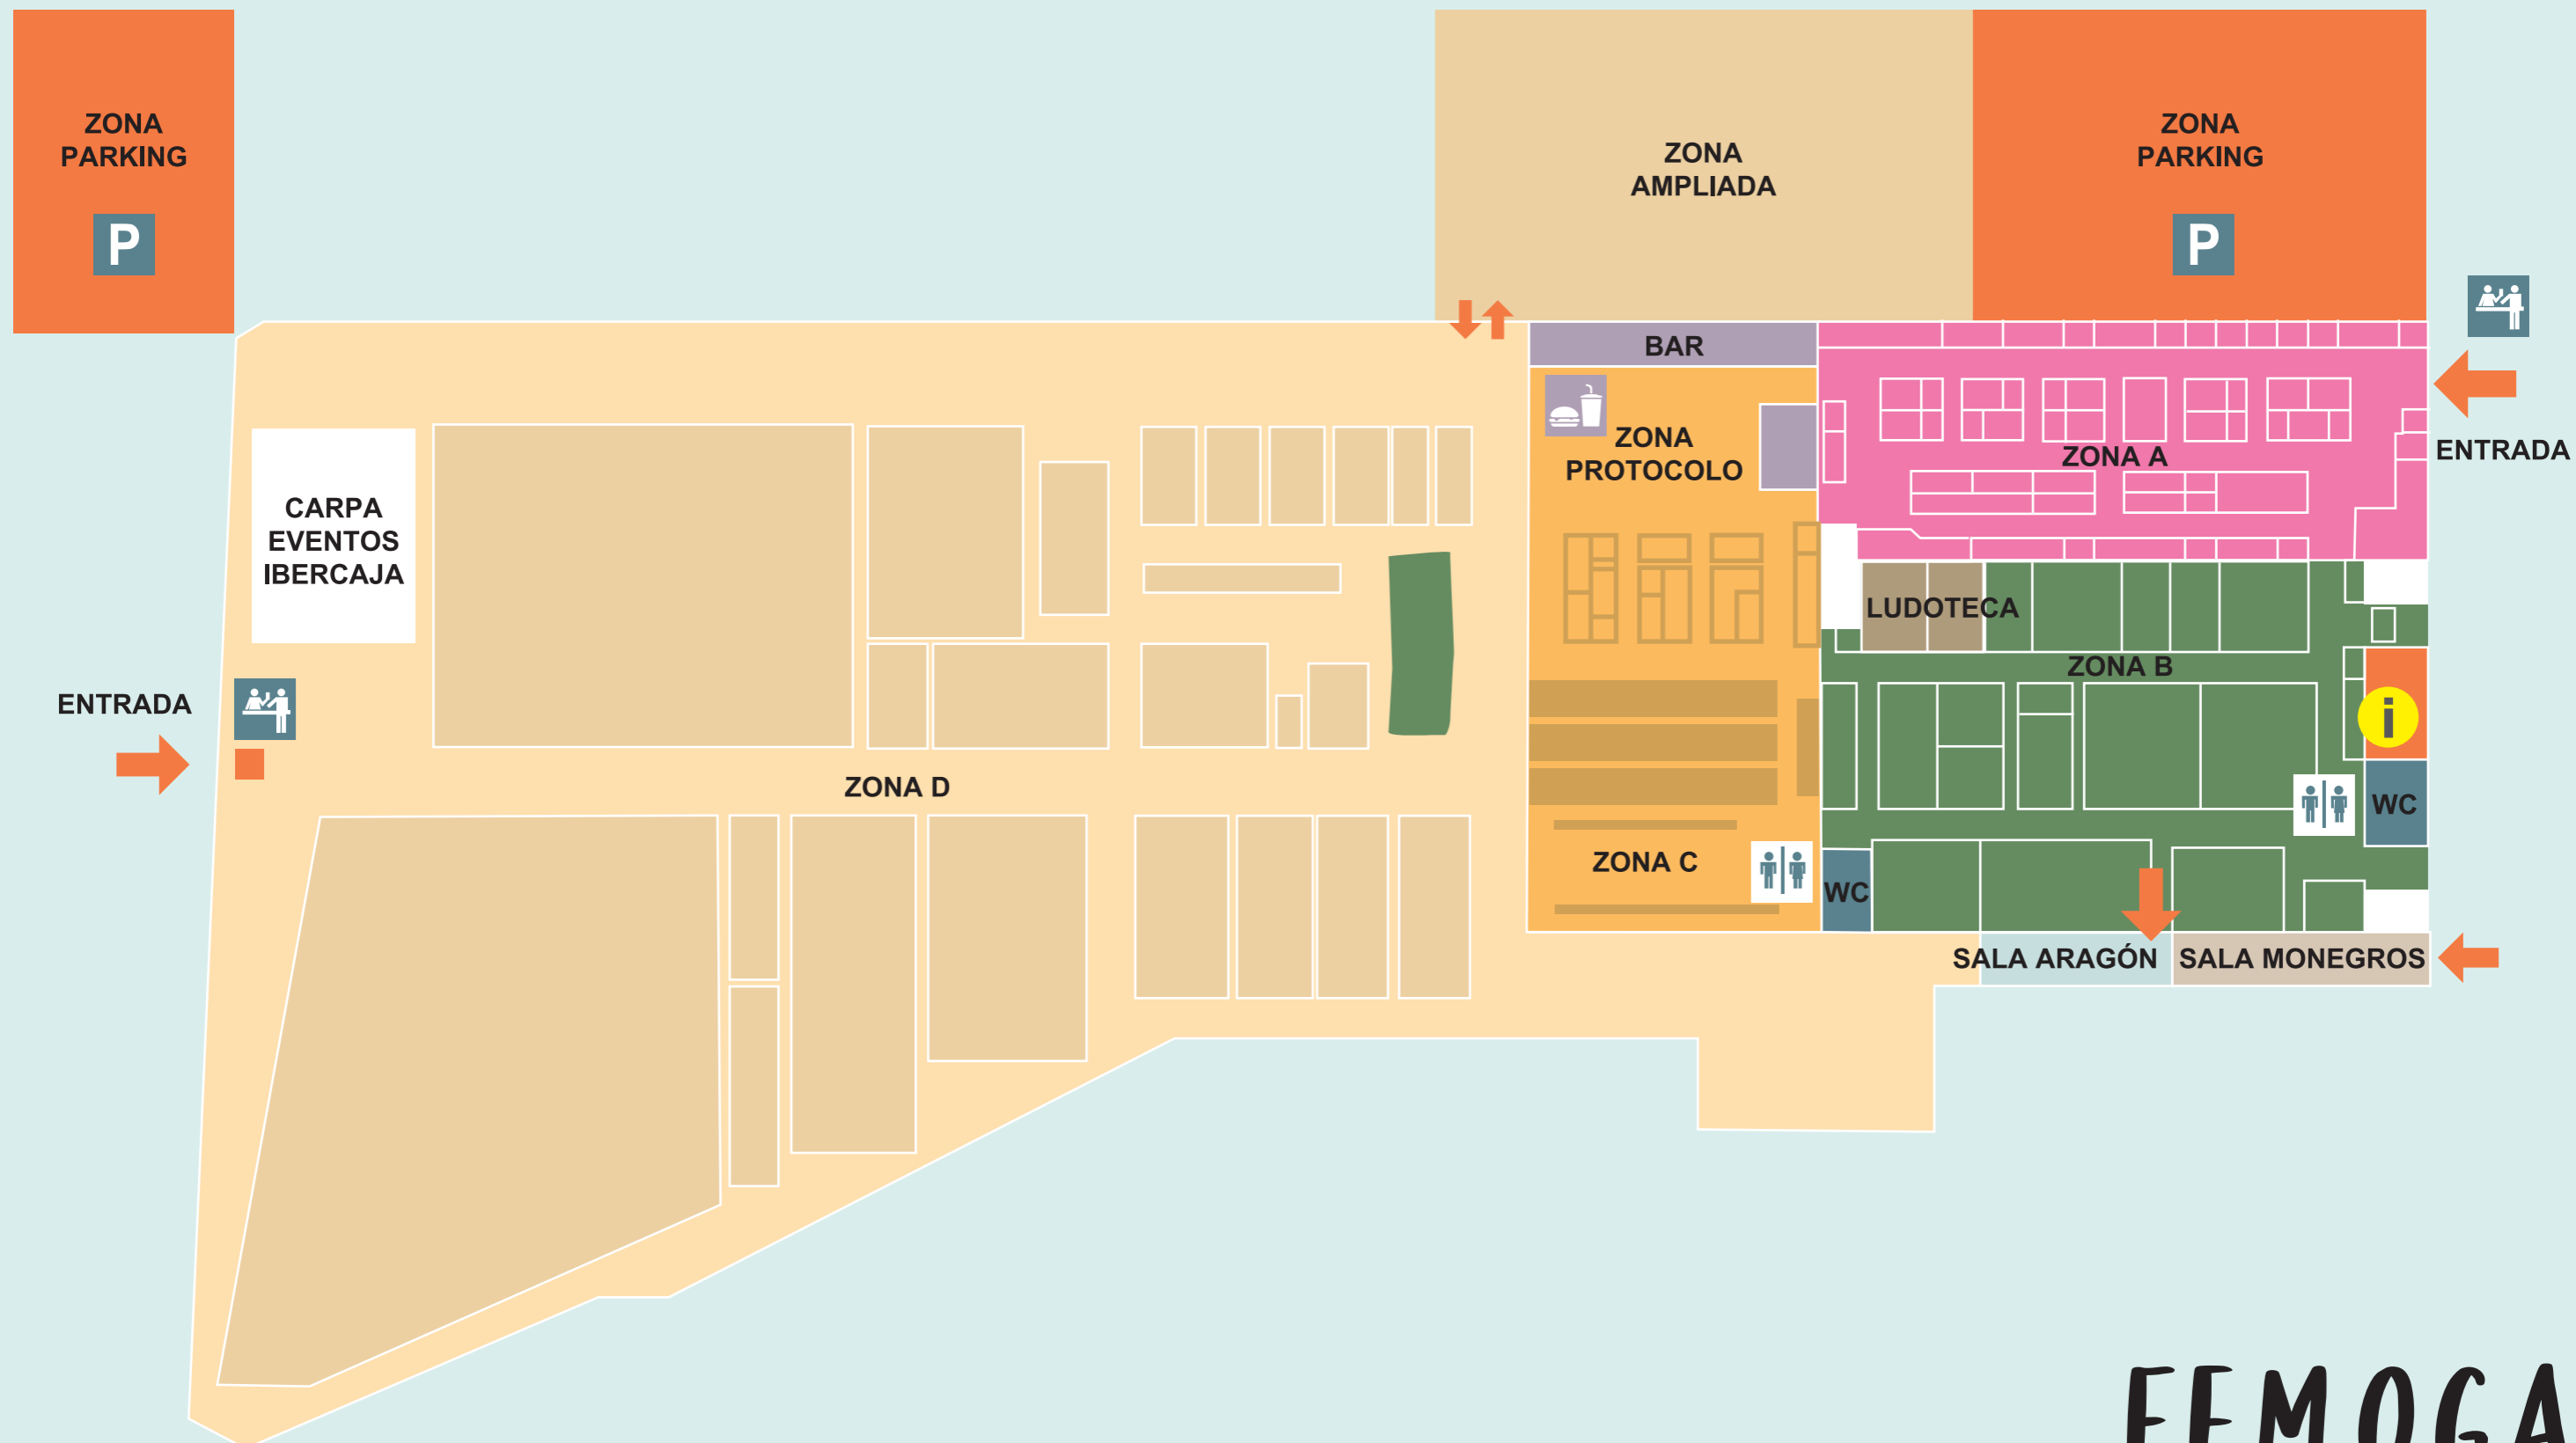 ZONA
PARKING
P
ZONA
AMPLIADA
ZONA
PARKING
P
BAR
ZONA
PROTOCOLO
ZONA A
ENTRADA
CARPA
EVENTOS
IBERCAJA
LUDOTECA
ZONA B
ENTRADA
i
ZONA D
WC
ZONA C
WC
SALA ARAGÓN
SALA MONEGROS
FEMOGA